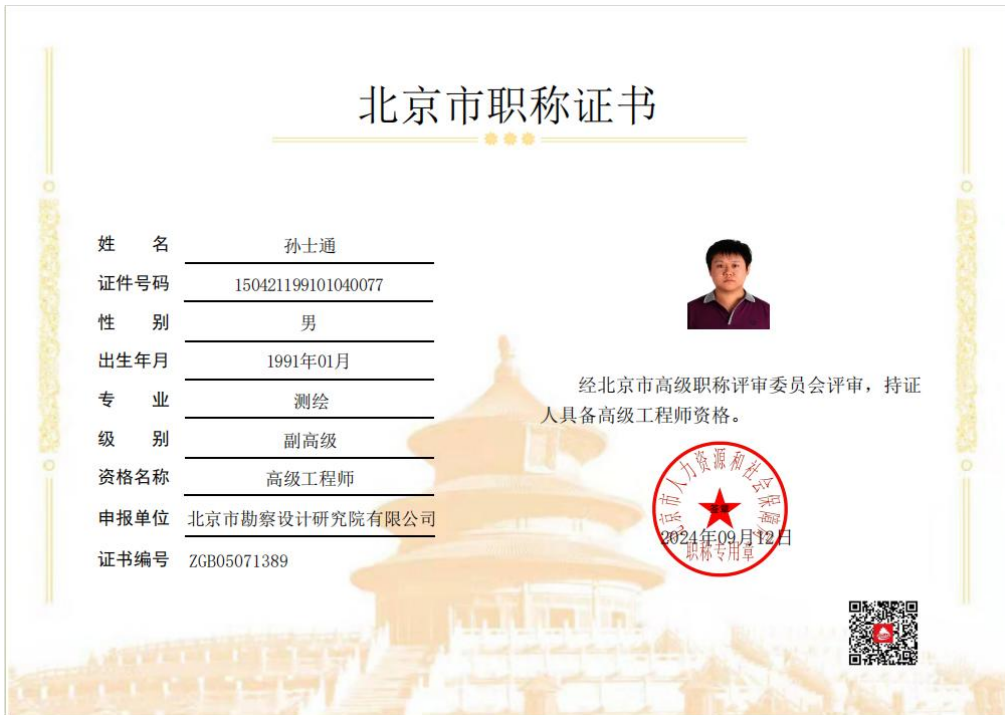 北京市职称证书
姓 名 孙士通
证件号码 150421199101040077
性 别 男
出生年月 1991年01月
专 业 测绘
级 别 副高级
资格名称 高级工程师
申报单位 北京市勘察设计研究院有限公司
证书编号 ZGB05071389
经北京市高级职称评审委员会评审，持证
人具备高级工程师资格。
北京市人力资源和社会保障局
2024年09月12日
职称专用章